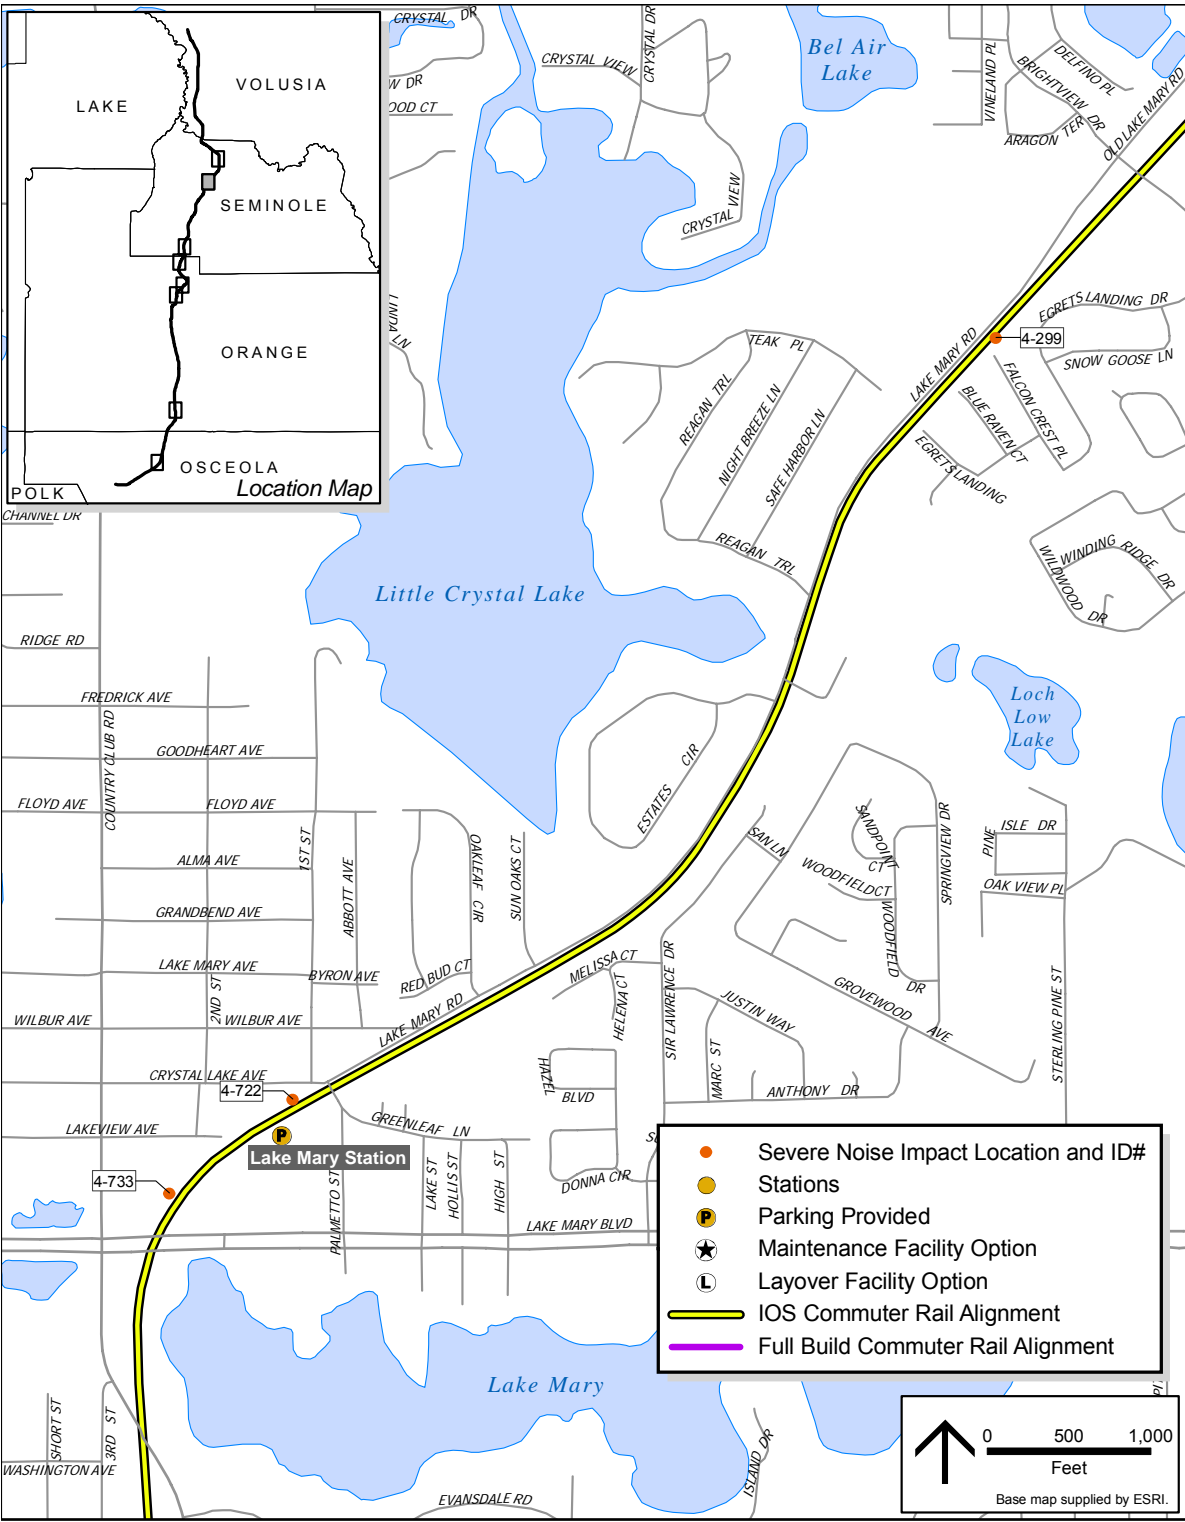 CRYSTAL DR
W DR
OOD CT
CRYSTAL VIEW
CRYSTAL DR
Bel Air
Lake
VINELAND PL
DELFINO PL
BRIGHTVIEW DR
ARAGON TER
OLD LAKE MARY RD
CRYSTAL VIEW
LAKE
VOLUSIA
SEMINOLE
ORANGE
OSCEOLA
POLK
Location Map
LINDA LN
CHANNEL DR
TEAK PL
REAGAN TRL
NIGHT BREEZE LN
SAFE HARBOR LN
REAGAN TRL
LAKE MARY RD
4-299
EGRETS LANDING DR
SNOW GOOSE LN
FALCON CREST PL
BLUE RAVEN CT
EGRETS LANDING
WINDING RIDGE DR
WILDWOOD DR
Little Crystal Lake
RIDGE RD
FREDRICK AVE
COUNTRY CLUB RD
GOODHEART AVE
FLOYD AVE
FLOYD AVE
1ST ST
ALMA AVE
ABBOTT AVE
GRANDBEND AVE
OAKLEAF CIR
SUN OAKS CT
ESTATES CIR
Loch
Low
Lake
SAN LN
SANDPOINT
CT
WOODFIELD CT
WOODFIELD DR
SPRINGVIEW DR
PINE
ISLE DR
OAK VIEW PL
LAKE MARY AVE
2ND ST
BYRON AVE
RED BUD CT
WILBUR AVE
WILBUR AVE
LAKE MARY RD
MELISSA CT
HELENA CT
SIR LAWRENCE DR
JUSTIN WAY
MARC ST
GROVEWOOD AVE
STERLING PINE ST
CRYSTAL LAKE AVE
4-722
HAZEL
BLVD
ANTHONY DR
LAKEVIEW AVE
P
Lake Mary Station
GREENLEAF LN
4-733
PALMETTO ST
LAKE ST
HOLLIS ST
HIGH ST
DONNA CIR
LAKE MARY BLVD
Severe Noise Impact Location and ID#
Stations
P
Parking Provided
Maintenance Facility Option
L
Layover Facility Option
IOS Commuter Rail Alignment
Full Build Commuter Rail Alignment
Lake Mary
SHORT ST
3RD ST
WASHINGTON AVE
EVANSDALE RD
ISLAND DR
0 500 1,000
Feet
Base map supplied by ESRI.